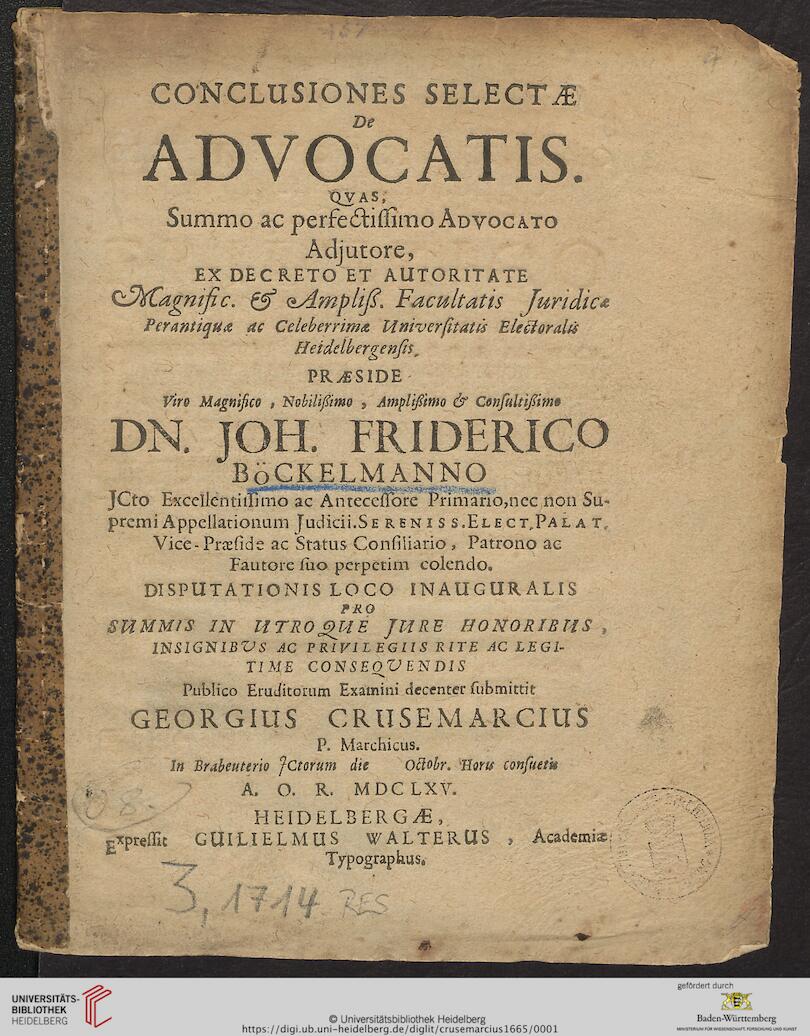 CONCLUSIONES SELECTÆ
De
ADVOCATIS.
QVAS,
Summo ac perfectiſſimo ADVOCATO
Adjutore,
EX DECRETO ET AUTORITATE
Magnific. & Ampliß. Facultatis Juridicæ
Perantiquæ ac Celeberrimæ Univerſitatis Electoralis
Heidelbergenſis,
PRÆSIDE
Viro Magnifico, Nobilißimo, Amplißimo & Conſultißimo
DN. JOH. FRIDERICO
BöCKELMANNO
JCto Excellentiſſimo ac Anteceſſore Primario, nec non Su-
premi Appellationum Judicii. SERENISS. ELECT. PALAT.
Vice-Præſide ac Status Conſiliario, Patrono ac
Fautore ſuo perpetim colendo.
DISPUTATIONIS LOCO INAUGURALIS
PRO
SUMMIS IN UTROQUE JURE HONORIBUS,
INSIGNIBUS AC PRIVILEGIIS RITE AC LEGI-
TIME CONSEQUENDIS
Publico Eruditorum Examini decenter ſubmittit
GEORGIUS CRUSEMARCIUS
P. Marchicus.
In Brabeuterio JCtorum die Octobr. Horis conſuetis
A. O. R. MDCLXV.
HEIDELBERGÆ,
Expreſſit GUILIELMUS WALTERUS, Academiæ
Typographus.
3, 1714 RES
UNIVERSITÄTS-
BIBLIOTHEK
HEIDELBERG
© Universitätsbibliothek Heidelberg
https://digi.ub.uni-heidelberg.de/diglit/crusemarcius1665/0001
gefördert durch
Baden-Württemberg
MINISTERIUM FÜR WISSENSCHAFT, FORSCHUNG UND KUNST